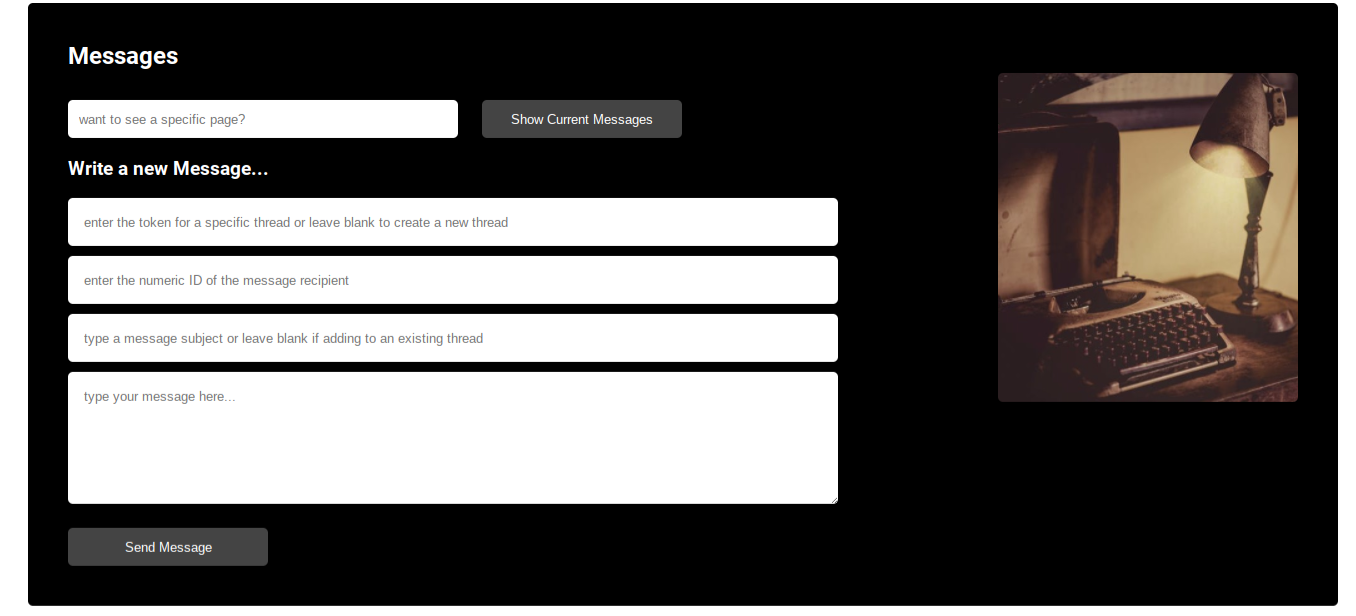 Messages
want to see a specific page?
Show Current Messages
Write a new Message...
enter the token for a specific thread or leave blank to create a new thread
enter the numeric ID of the message recipient
type a message subject or leave blank if adding to an existing thread
type your message here...
Send Message